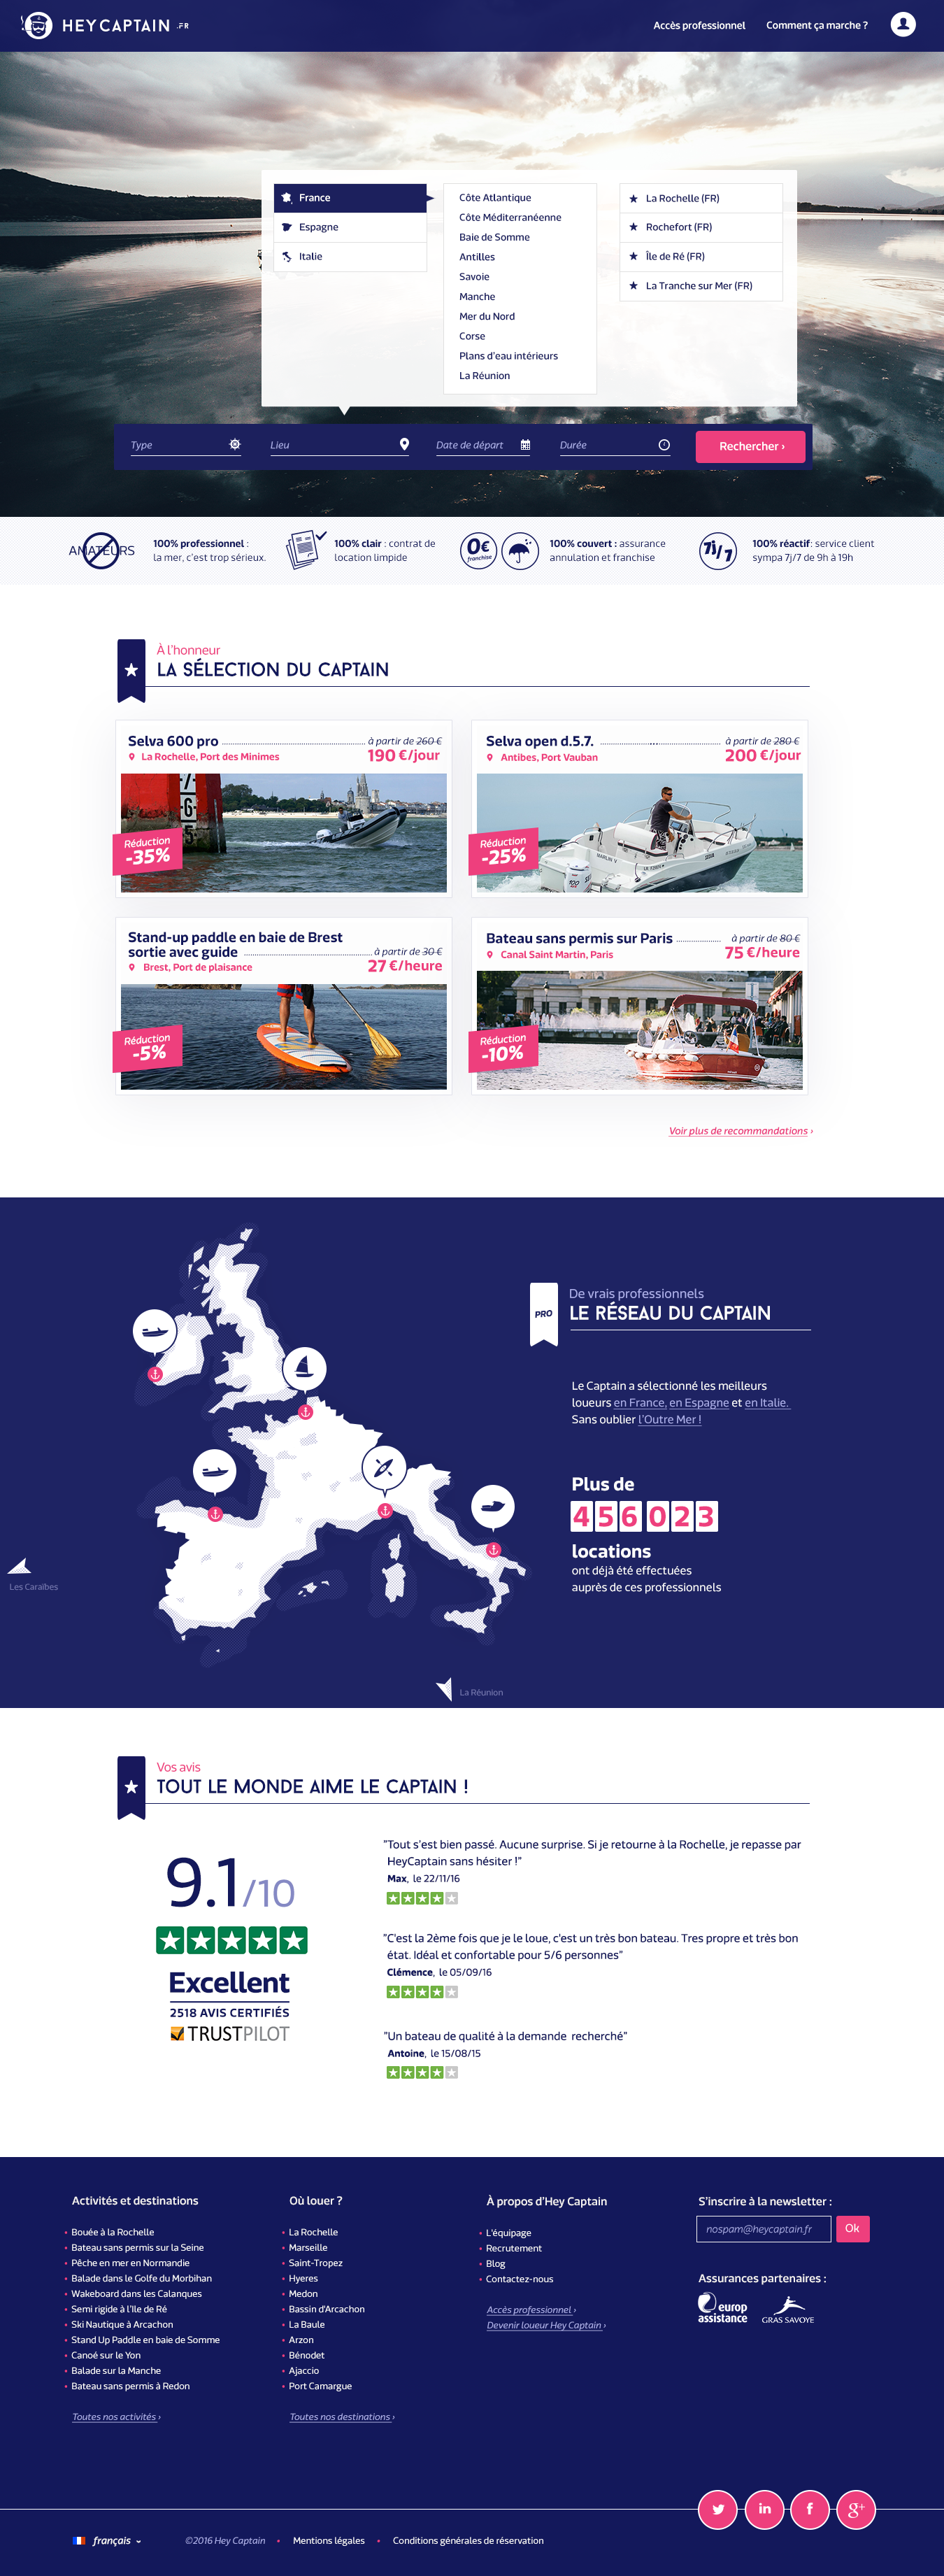 HEY CAPTAIN .FR
Accès professionnel
Comment ça marche ?
France
Espagne
Italie
Côte Atlantique
Côte Méditerranéenne
Baie de Somme
Antilles
Savoie
Manche
Mer du Nord
Corse
Plans d'eau intérieurs
La Réunion
La Rochelle (FR)
Rochefort (FR)
Île de Ré (FR)
La Tranche sur Mer (FR)
Type
Lieu
Date de départ
Durée
Rechercher ›
AMATEURS
100% professionnel :
la mer, c'est trop sérieux.
100% clair : contrat de
location limpide
0€
franchise
100% couvert : assurance
annulation et franchise
7j/7
100% réactif: service client
sympa 7j/7 de 9h à 19h
À l'honneur
LA SÉLECTION DU CAPTAIN
Selva 600 pro
à partir de 260 €
La Rochelle, Port des Minimes
190 €/jour
Réduction
-35%
Selva open d.5.7.
à partir de 280 €
Antibes, Port Vauban
200 €/jour
Réduction
-25%
Stand-up paddle en baie de Brest
sortie avec guide
à partir de 30 €
Brest, Port de plaisance
27 €/heure
Réduction
-5%
Bateau sans permis sur Paris
à partir de 80 €
Canal Saint Martin, Paris
75 €/heure
Réduction
-10%
Voir plus de recommandations ›
PRO
De vrais professionnels
LE RÉSEAU DU CAPTAIN
Le Captain a sélectionné les meilleurs
loueurs en France, en Espagne et en Italie.
Sans oublier l'Outre Mer !
Plus de
456 023
locations
ont déjà été effectuées
auprès de ces professionnels
Les Caraïbes
La Réunion
Vos avis
TOUT LE MONDE AIME LE CAPTAIN !
9.1/10
Excellent
2518 AVIS CERTIFIÉS
TRUSTPILOT
"Tout s'est bien passé. Aucune surprise. Si je retourne à la Rochelle, je repasse par
HeyCaptain sans hésiter !"
Max, le 22/11/16
"C'est la 2ème fois que je le loue, c'est un très bon bateau. Tres propre et très bon
état. Idéal et confortable pour 5/6 personnes"
Clémence, le 05/09/16
"Un bateau de qualité à la demande recherché"
Antoine, le 15/08/15
Activités et destinations
Bouée à la Rochelle
Bateau sans permis sur la Seine
Pêche en mer en Normandie
Balade dans le Golfe du Morbihan
Wakeboard dans les Calanques
Semi rigide à l'Ile de Ré
Ski Nautique à Arcachon
Stand Up Paddle en baie de Somme
Canoé sur le Yon
Balade sur la Manche
Bateau sans permis à Redon
Toutes nos activités ›
Où louer ?
La Rochelle
Marseille
Saint-Tropez
Hyeres
Medon
Bassin d'Arcachon
La Baule
Arzon
Bénodet
Ajaccio
Port Camargue
Toutes nos destinations ›
À propos d'Hey Captain
L'équipage
Recrutement
Blog
Contactez-nous
Accès professionnel ›
Devenir loueur Hey Captain ›
S'inscrire à la newsletter :
nospam@heycaptain.fr
Ok
Assurances partenaires :
europ
assistance
GRAS SAVOYE
in
f
g+
français
©2016 Hey Captain
Mentions légales
Conditions générales de réservation